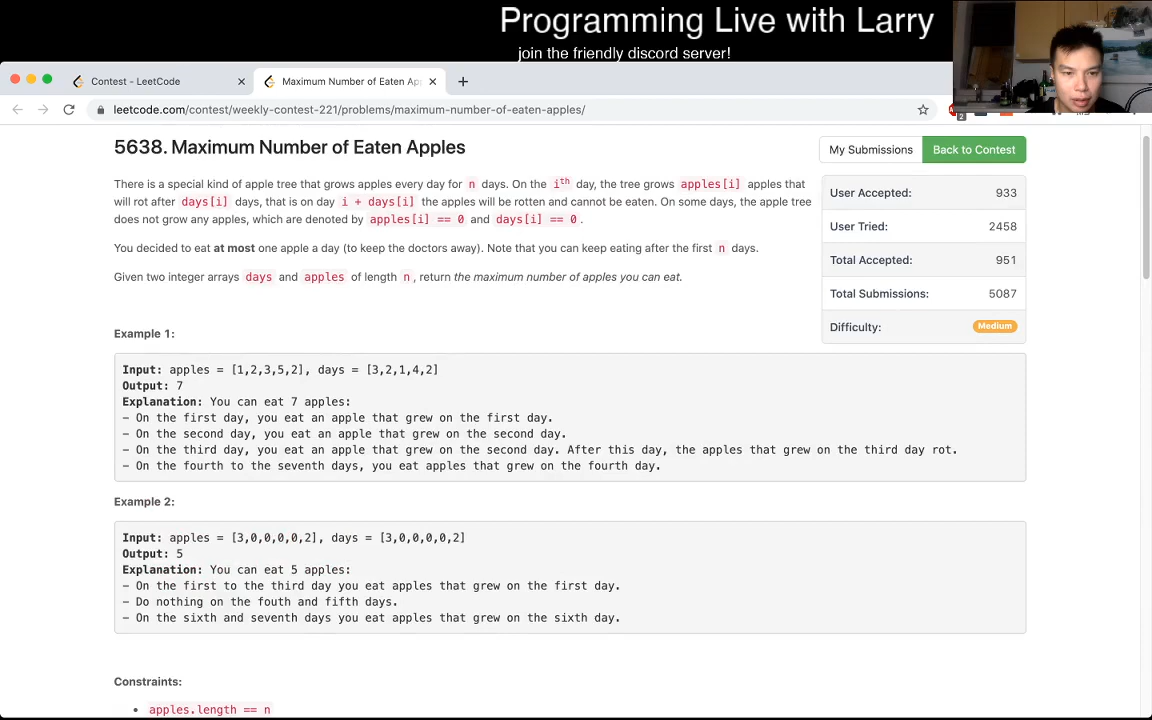 Programming Live with Larry
join the friendly discord server!
Contest - LeetCode
Maximum Number of Eaten Ap
leetcode.com/contest/weekly-contest-221/problems/maximum-number-of-eaten-apples/
2
5638. Maximum Number of Eaten Apples
My Submissions
Back to Contest
There is a special kind of apple tree that grows apples every day for n days. On the ith day, the tree grows apples[i] apples that
will rot after days[i] days, that is on day i + days[i] the apples will be rotten and cannot be eaten. On some days, the apple tree
does not grow any apples, which are denoted by apples[i] == 0 and days[i] == 0.
You decided to eat at most one apple a day (to keep the doctors away). Note that you can keep eating after the first n days.
Given two integer arrays days and apples of length n, return the maximum number of apples you can eat.
User Accepted: 933
User Tried: 2458
Total Accepted: 951
Total Submissions: 5087
Difficulty: Medium
Example 1:
Input: apples = [1,2,3,5,2], days = [3,2,1,4,2]
Output: 7
Explanation: You can eat 7 apples:
- On the first day, you eat an apple that grew on the first day.
- On the second day, you eat an apple that grew on the second day.
- On the third day, you eat an apple that grew on the second day. After this day, the apples that grew on the third day rot.
- On the fourth to the seventh days, you eat apples that grew on the fourth day.
Example 2:
Input: apples = [3,0,0,0,0,2], days = [3,0,0,0,0,2]
Output: 5
Explanation: You can eat 5 apples:
- On the first to the third day you eat apples that grew on the first day.
- Do nothing on the fouth and fifth days.
- On the sixth and seventh days you eat apples that grew on the sixth day.
Constraints:
• apples.length == n